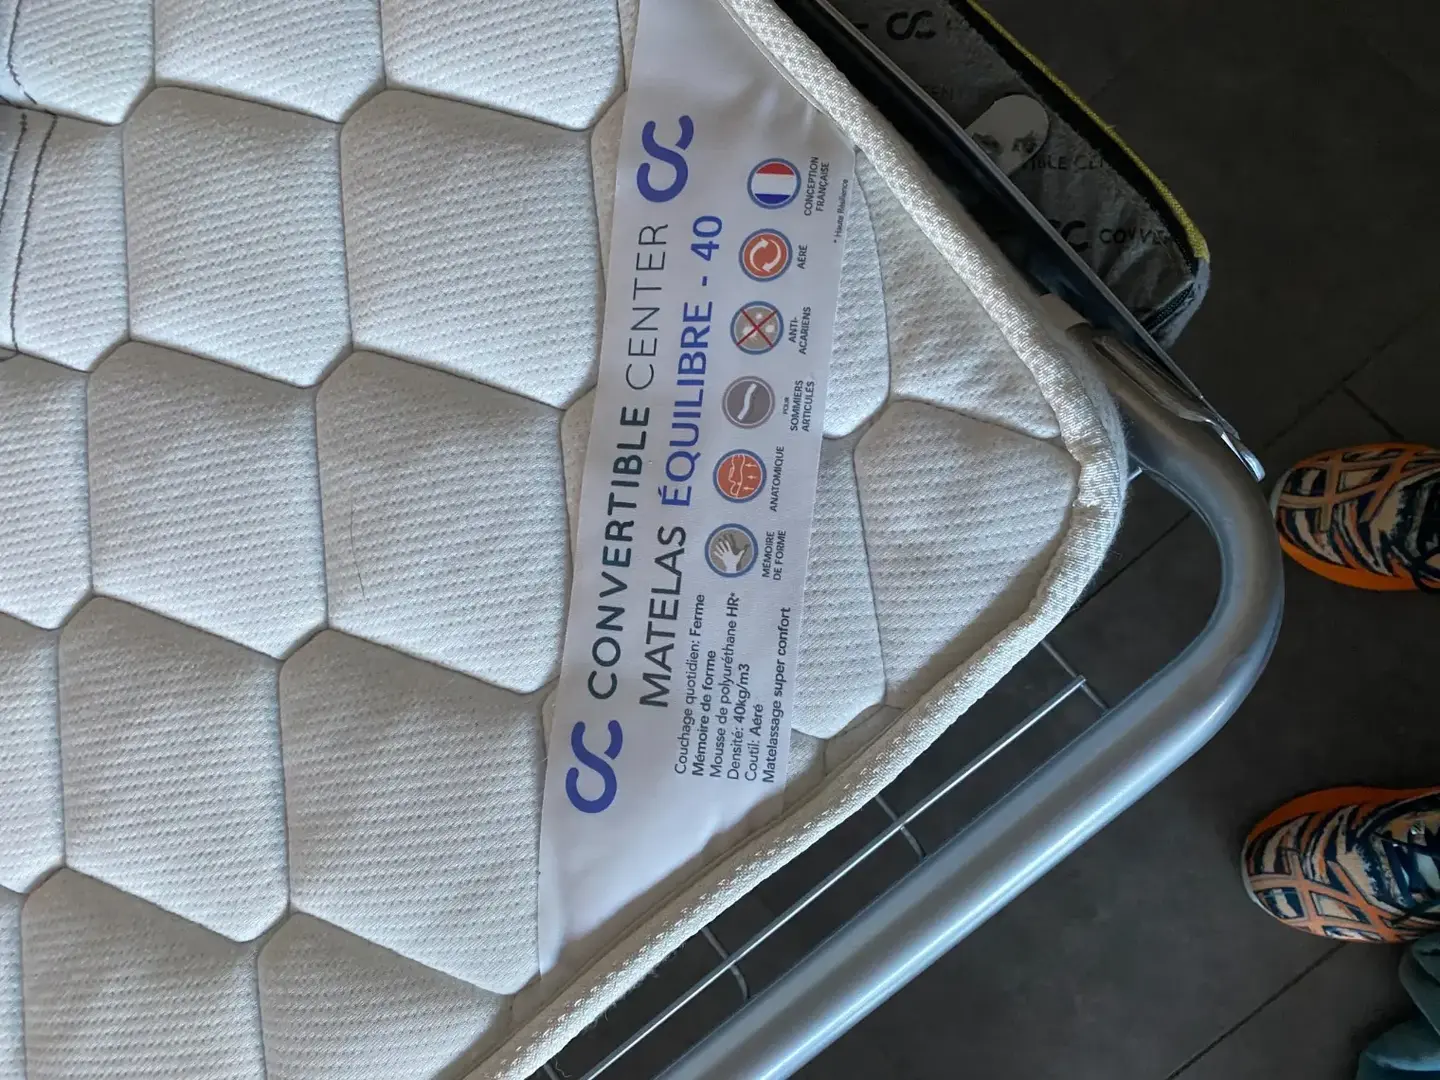 CONVERTIBLE CENTER
MATELAS ÉQUILIBRE - 40
Couchage quotidien: Ferme
Mémoire de forme
Mousse de polyuréthane HR*
Densité: 40kg/m3
Coutil: Aéré
Matelassage super confort
MÉMOIRE
DE FORME
ANATOMIQUE
POUR
SOMMIERS
ARTICULÉS
ANTI-
ACARIENS
AÉRÉ
CONCEPTION
FRANÇAISE
* Haute Résilience